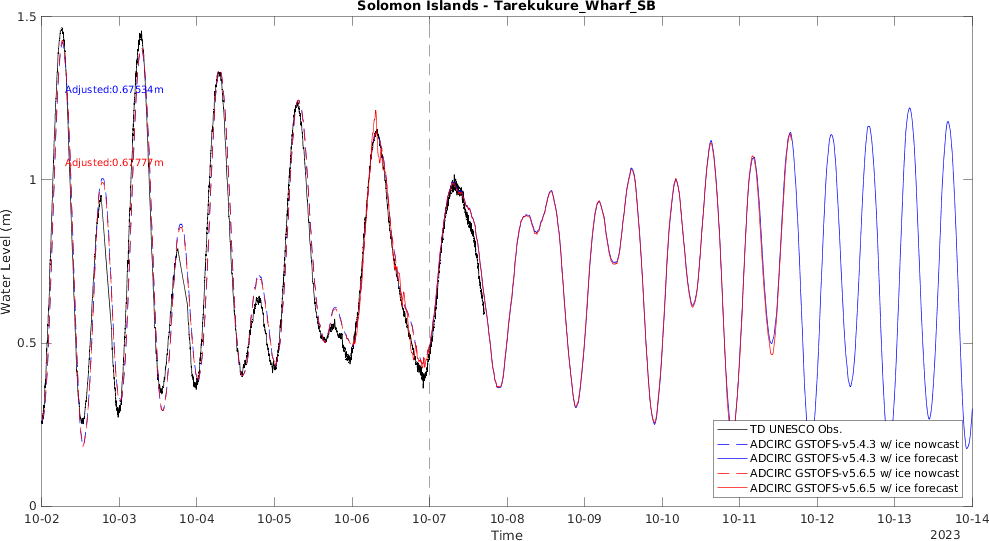 Solomon Islands - Tarekukure_Wharf_SB
1.5
1
0.5
0
Water Level (m)
Adjusted:0.67534m
Adjusted:0.67777m
TD UNESCO Obs.
ADCIRC GSTOFS-v5.4.3 w/ ice nowcast
ADCIRC GSTOFS-v5.4.3 w/ ice forecast
ADCIRC GSTOFS-v5.6.5 w/ ice nowcast
ADCIRC GSTOFS-v5.6.5 w/ ice forecast
10-02 10-03 10-04 10-05 10-06 10-07 10-08 10-09 10-10 10-11 10-12 10-13 10-14
Time
2023